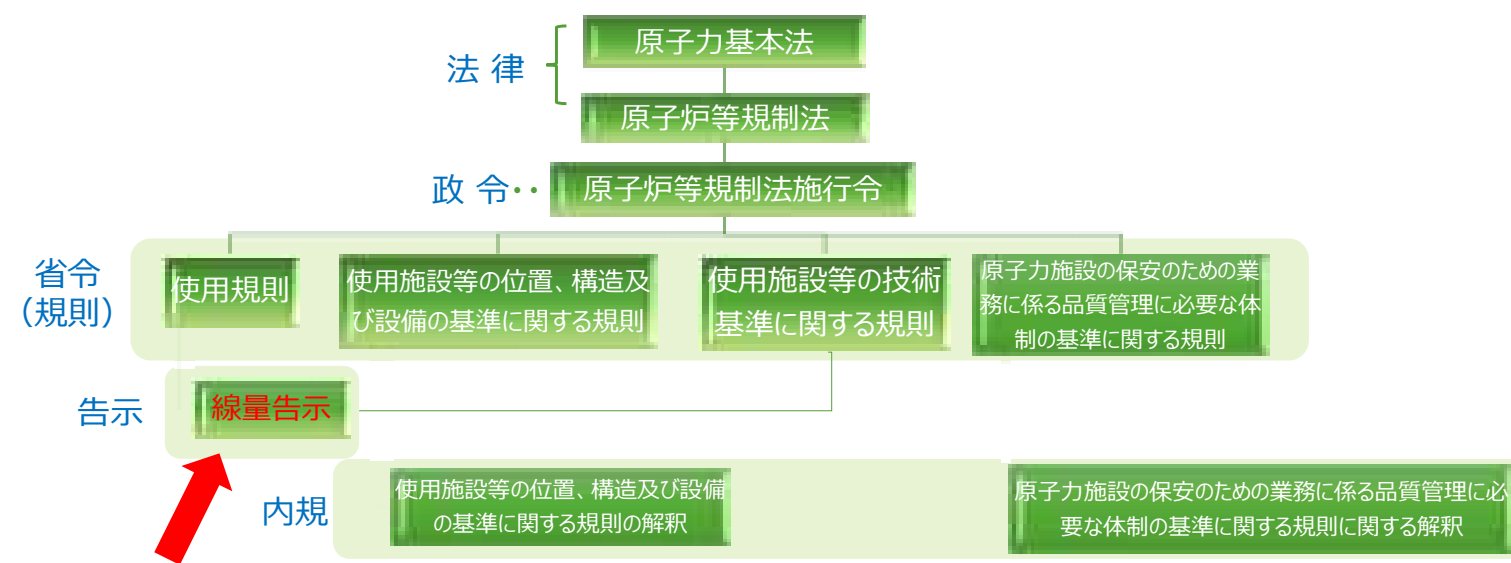 法 律
原子力基本法
原子炉等規制法
政 令‥
原子炉等規制法施行令
省令
（規則）
使用規則
使用施設等の位置、構造及
び設備の基準に関する規則
使用施設等の技術
基準に関する規則
原子力施設の保安のための業
務に係る品質管理に必要な体
制の基準に関する規則
告示
線量告示
内規
使用施設等の位置、構造及び設備
の基準に関する規則の解釈
原子力施設の保安のための業務に係る品質管理に必
要な体制の基準に関する規則に関する解釈